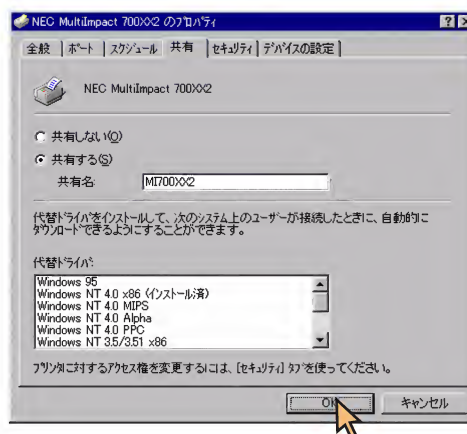 NEC MultiImpact 700XX2 のプロパティ
全般 ポート スケジュール 共有 セキュリティ デバイスの設定
NEC MultiImpact 700XX2
共有しない(O)
共有する(S)
共有名: MI700XX2
代替ドライバをインストールして、次のシステム上のユーザーが接続したときに、自動的に
ダウンロードできるようにすることができます。
代替ドライバ:
Windows 95
Windows NT 4.0 x86 (インストール済)
Windows NT 4.0 MIPS
Windows NT 4.0 Alpha
Windows NT 4.0 PPC
Windows NT 3.5/3.51 x86
プリンタに対するアクセス権を変更するには、[セキュリティ] タブを使ってください。
OK キャンセル